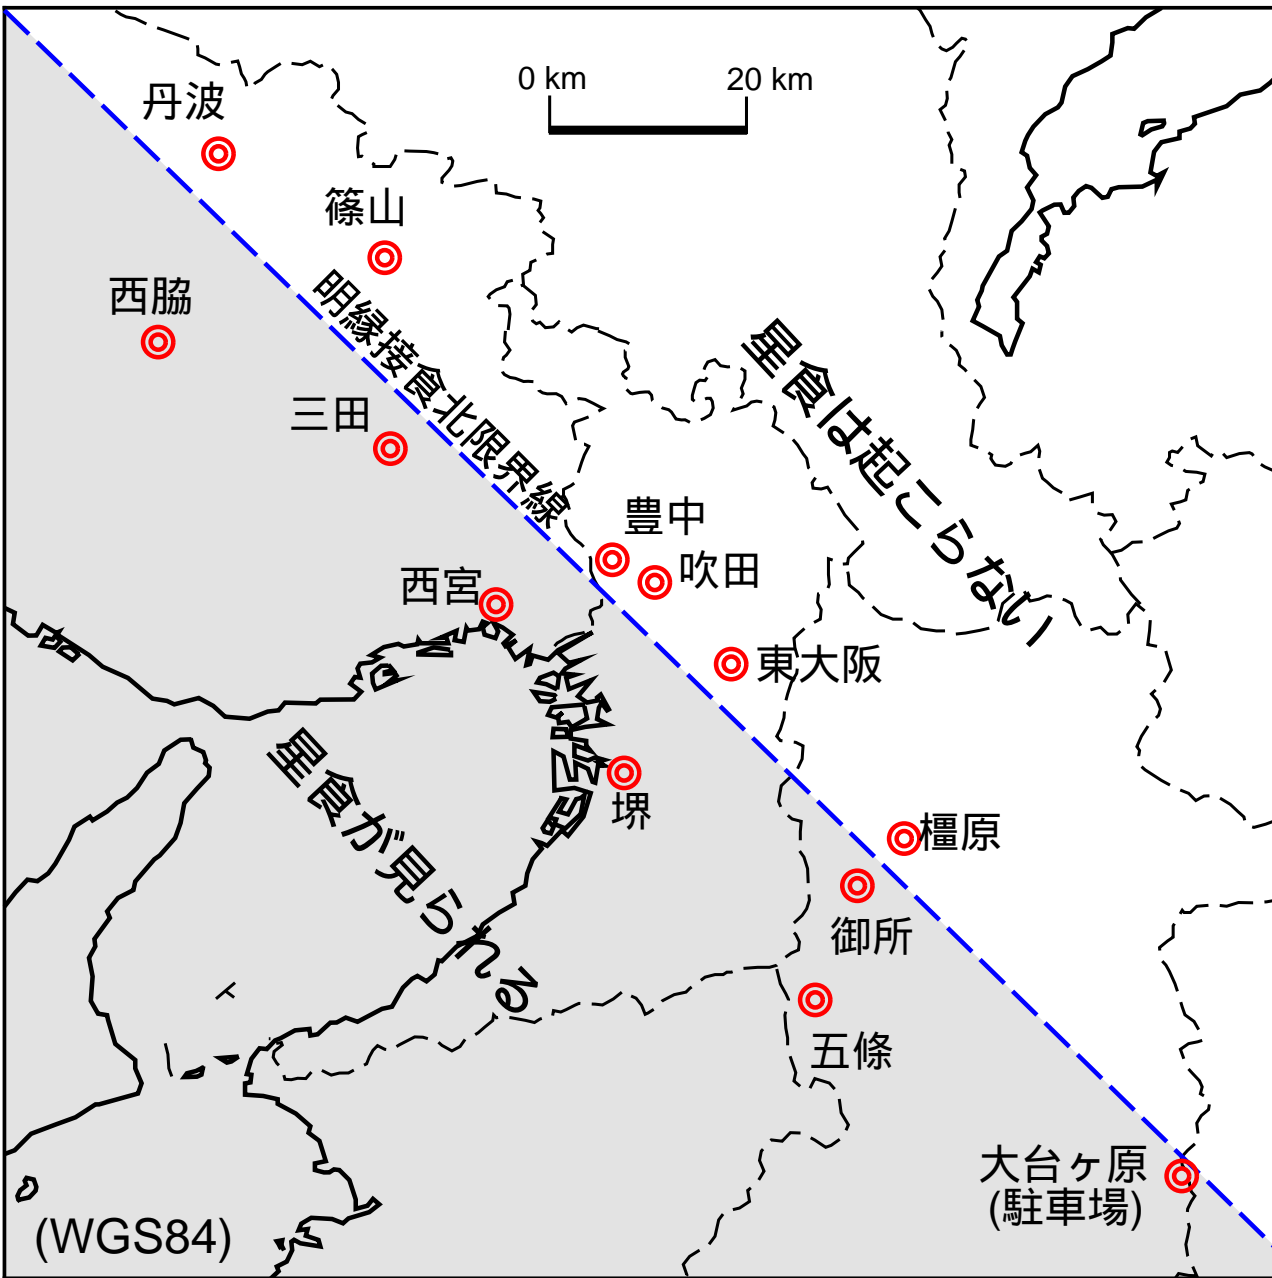 0 km
20 km
丹波
篠山
西脇
明縁接食北限界線
星食は起こらない
三田
豊中
吹田
西宮
東大阪
星食が見られる
堺
橿原
御所
五條
大台ヶ原
(駐車場)
(WGS84)